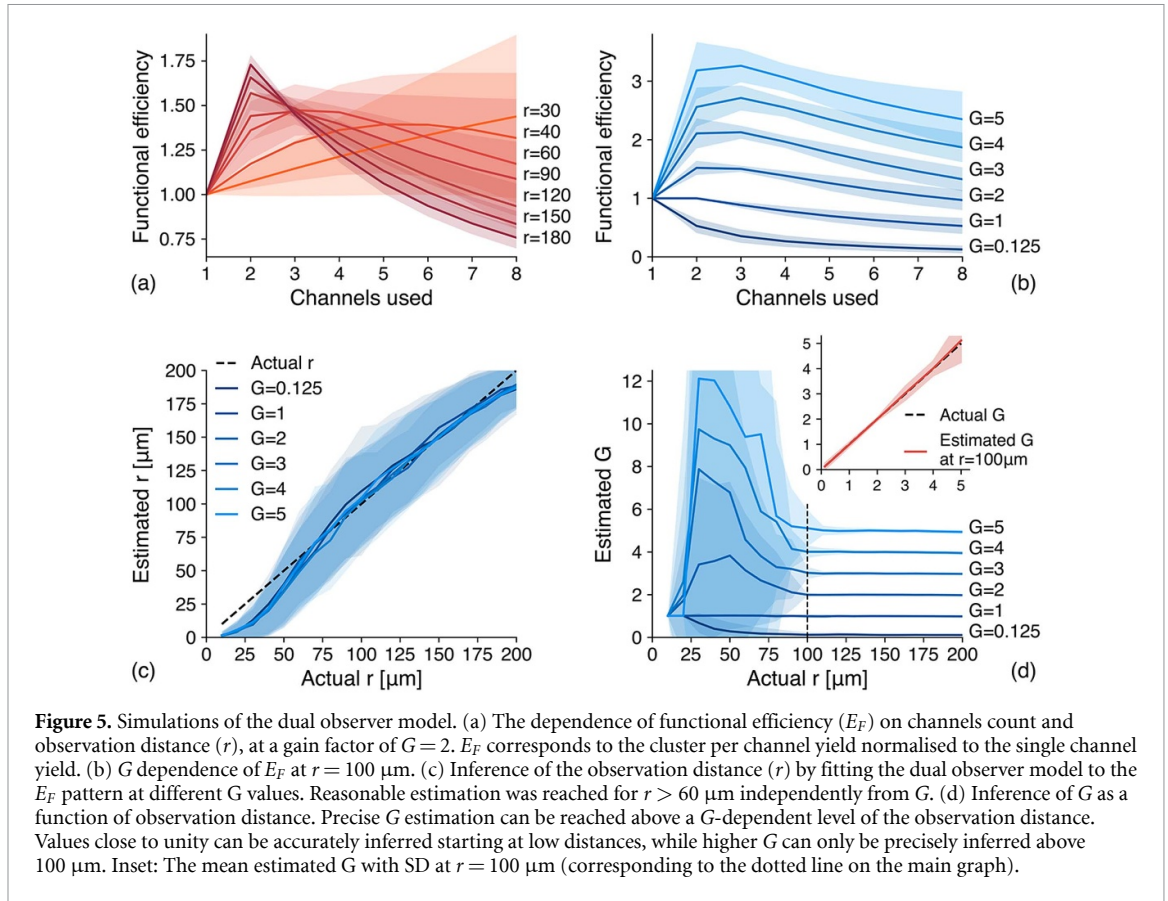 Functional efficiency
1.75
1.50
1.25
1.00
0.75
1 2 3 4 5 6 7 8
Channels used
(a)
r=30
r=40
r=60
r=90
r=120
r=150
r=180
Functional efficiency
3
2
1
0
1 2 3 4 5 6 7 8
Channels used
(b)
G=5
G=4
G=3
G=2
G=1
G=0.125
Estimated r [μm]
200
175
150
125
100
75
50
25
0
0 25 50 75 100 125 150 175 200
Actual r [μm]
(c)
Actual r
G=0.125
G=1
G=2
G=3
G=4
G=5
Estimated G
12
10
8
6
4
2
0
0 25 50 75 100 125 150 175 200
Actual r [μm]
(d)
5
4
3
2
1
0
0 1 2 3 4 5
Actual G
Estimated G
at r=100μm
G=5
G=4
G=3
G=2
G=1
G=0.125
Figure 5. Simulations of the dual observer model. (a) The dependence of functional efficiency (E_F) on channels count and
observation distance (r), at a gain factor of G = 2. E_F corresponds to the cluster per channel yield normalised to the single channel
yield. (b) G dependence of E_F at r = 100 μm. (c) Inference of the observation distance (r) by fitting the dual observer model to the
E_F pattern at different G values. Reasonable estimation was reached for r > 60 μm independently from G. (d) Inference of G as a
function of observation distance. Precise G estimation can be reached above a G-dependent level of the observation distance.
Values close to unity can be accurately inferred starting at low distances, while higher G can only be precisely inferred above
100 μm. Inset: The mean estimated G with SD at r = 100 μm (corresponding to the dotted line on the main graph).